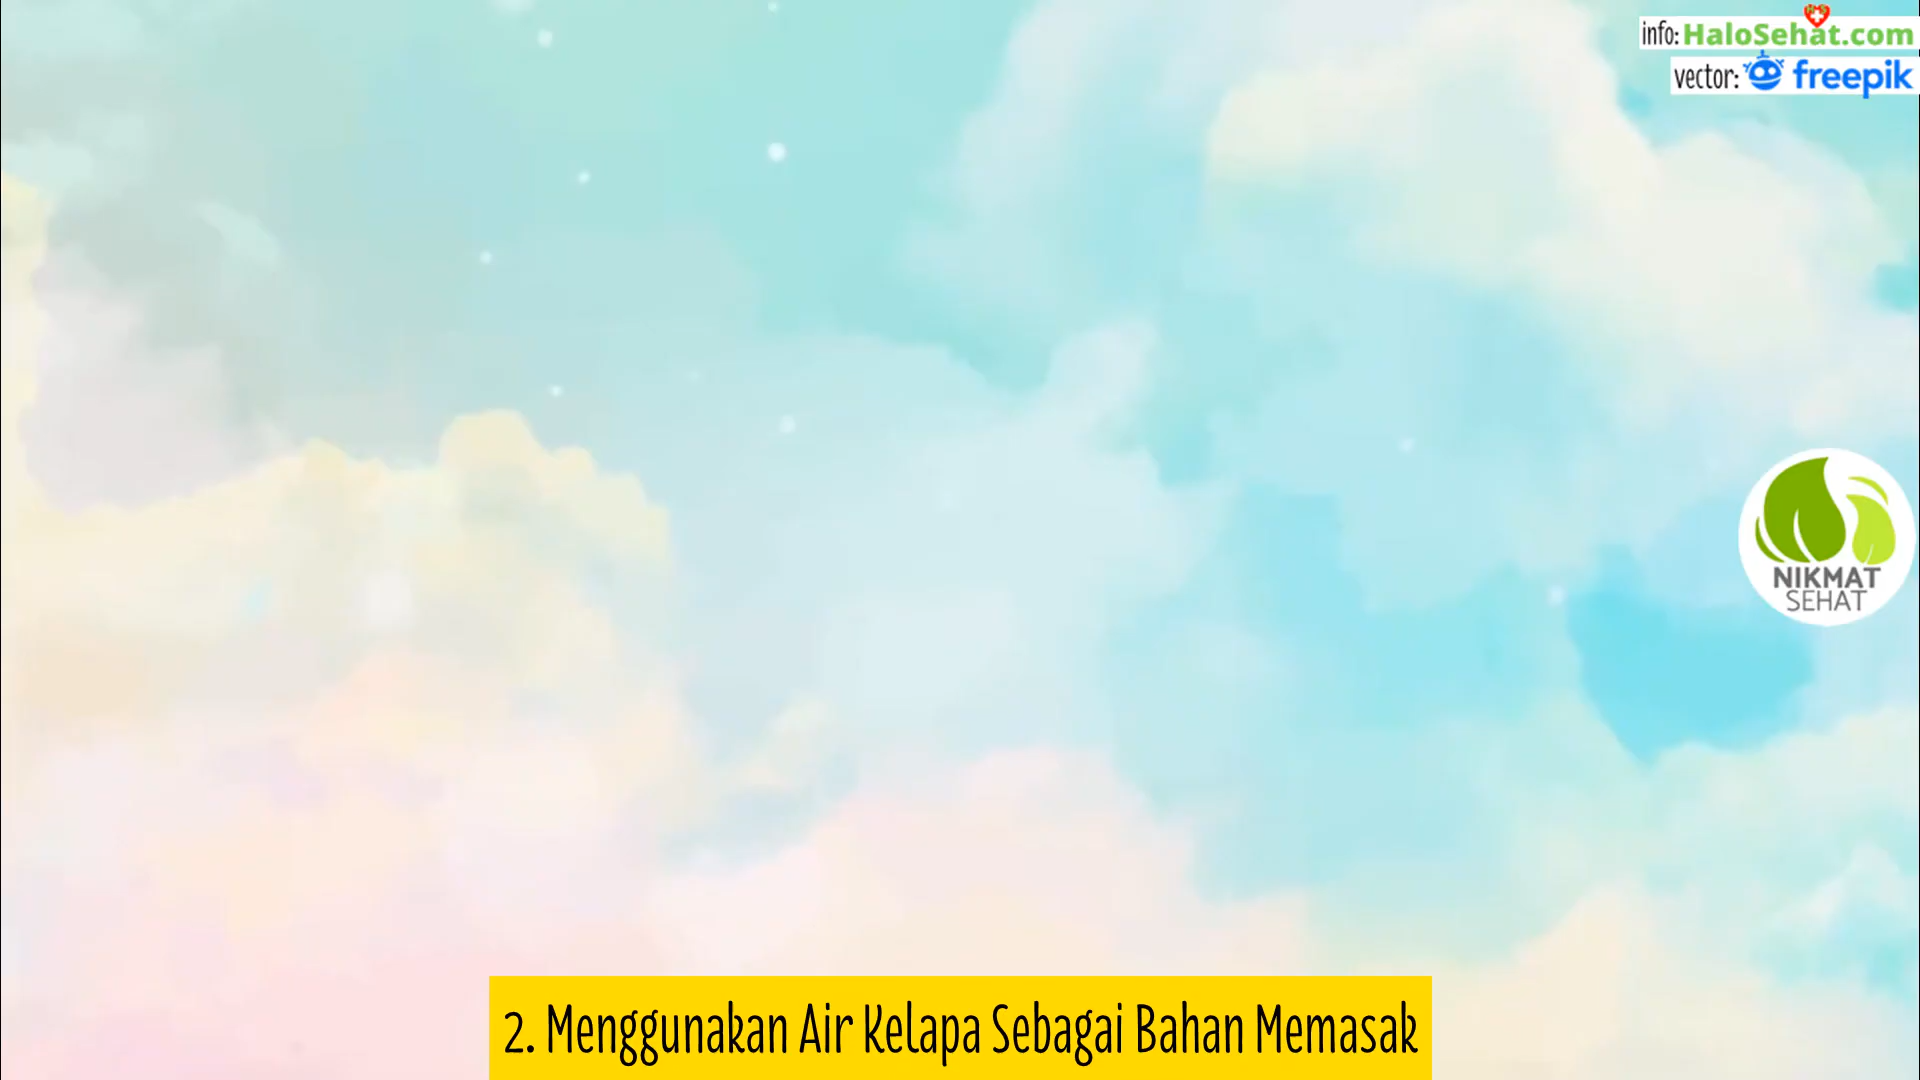 info: HaloSehat.com
vector: freepik
NIKMAT
SEHAT
2. Menggunakan Air Kelapa Sebagai Bahan Memasak